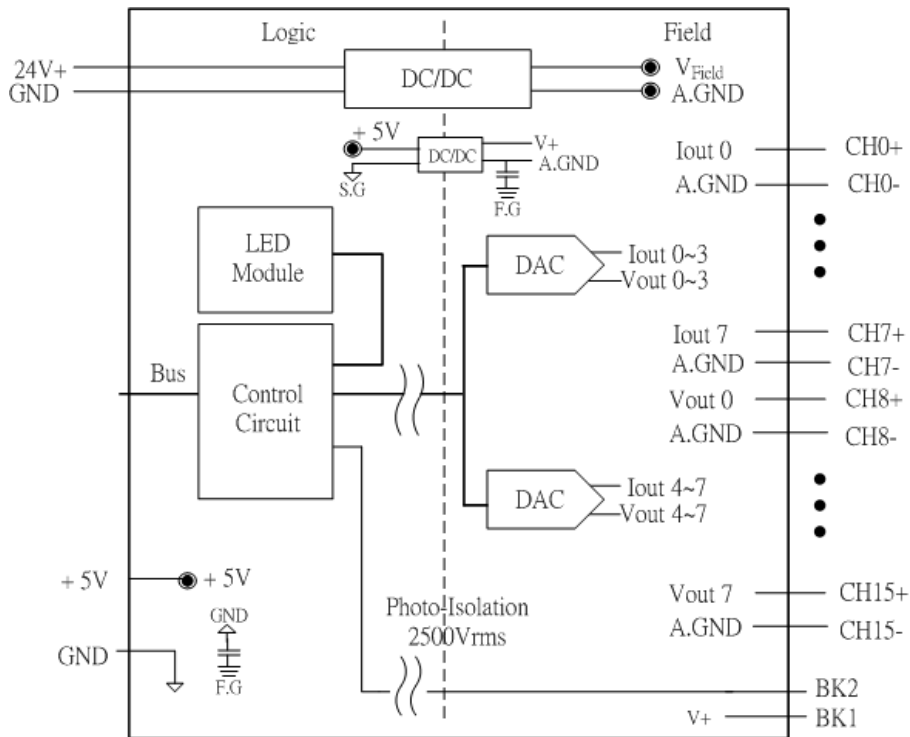 Logic
Field
24V+
GND
DC/DC
V Field
A.GND
+ 5V
S.G
DC/DC
V+
A.GND
F.G
Iout 0
CH0+
A.GND
CH0-
LED
Module
DAC
Iout 0~3
Vout 0~3
Bus
Control
Circuit
Iout 7
CH7+
A.GND
CH7-
Vout 0
CH8+
A.GND
CH8-
DAC
Iout 4~7
Vout 4~7
+ 5V
+ 5V
GND
GND
F.G
Photo-Isolation
2500Vrms
Vout 7
CH15+
A.GND
CH15-
BK2
V+
BK1